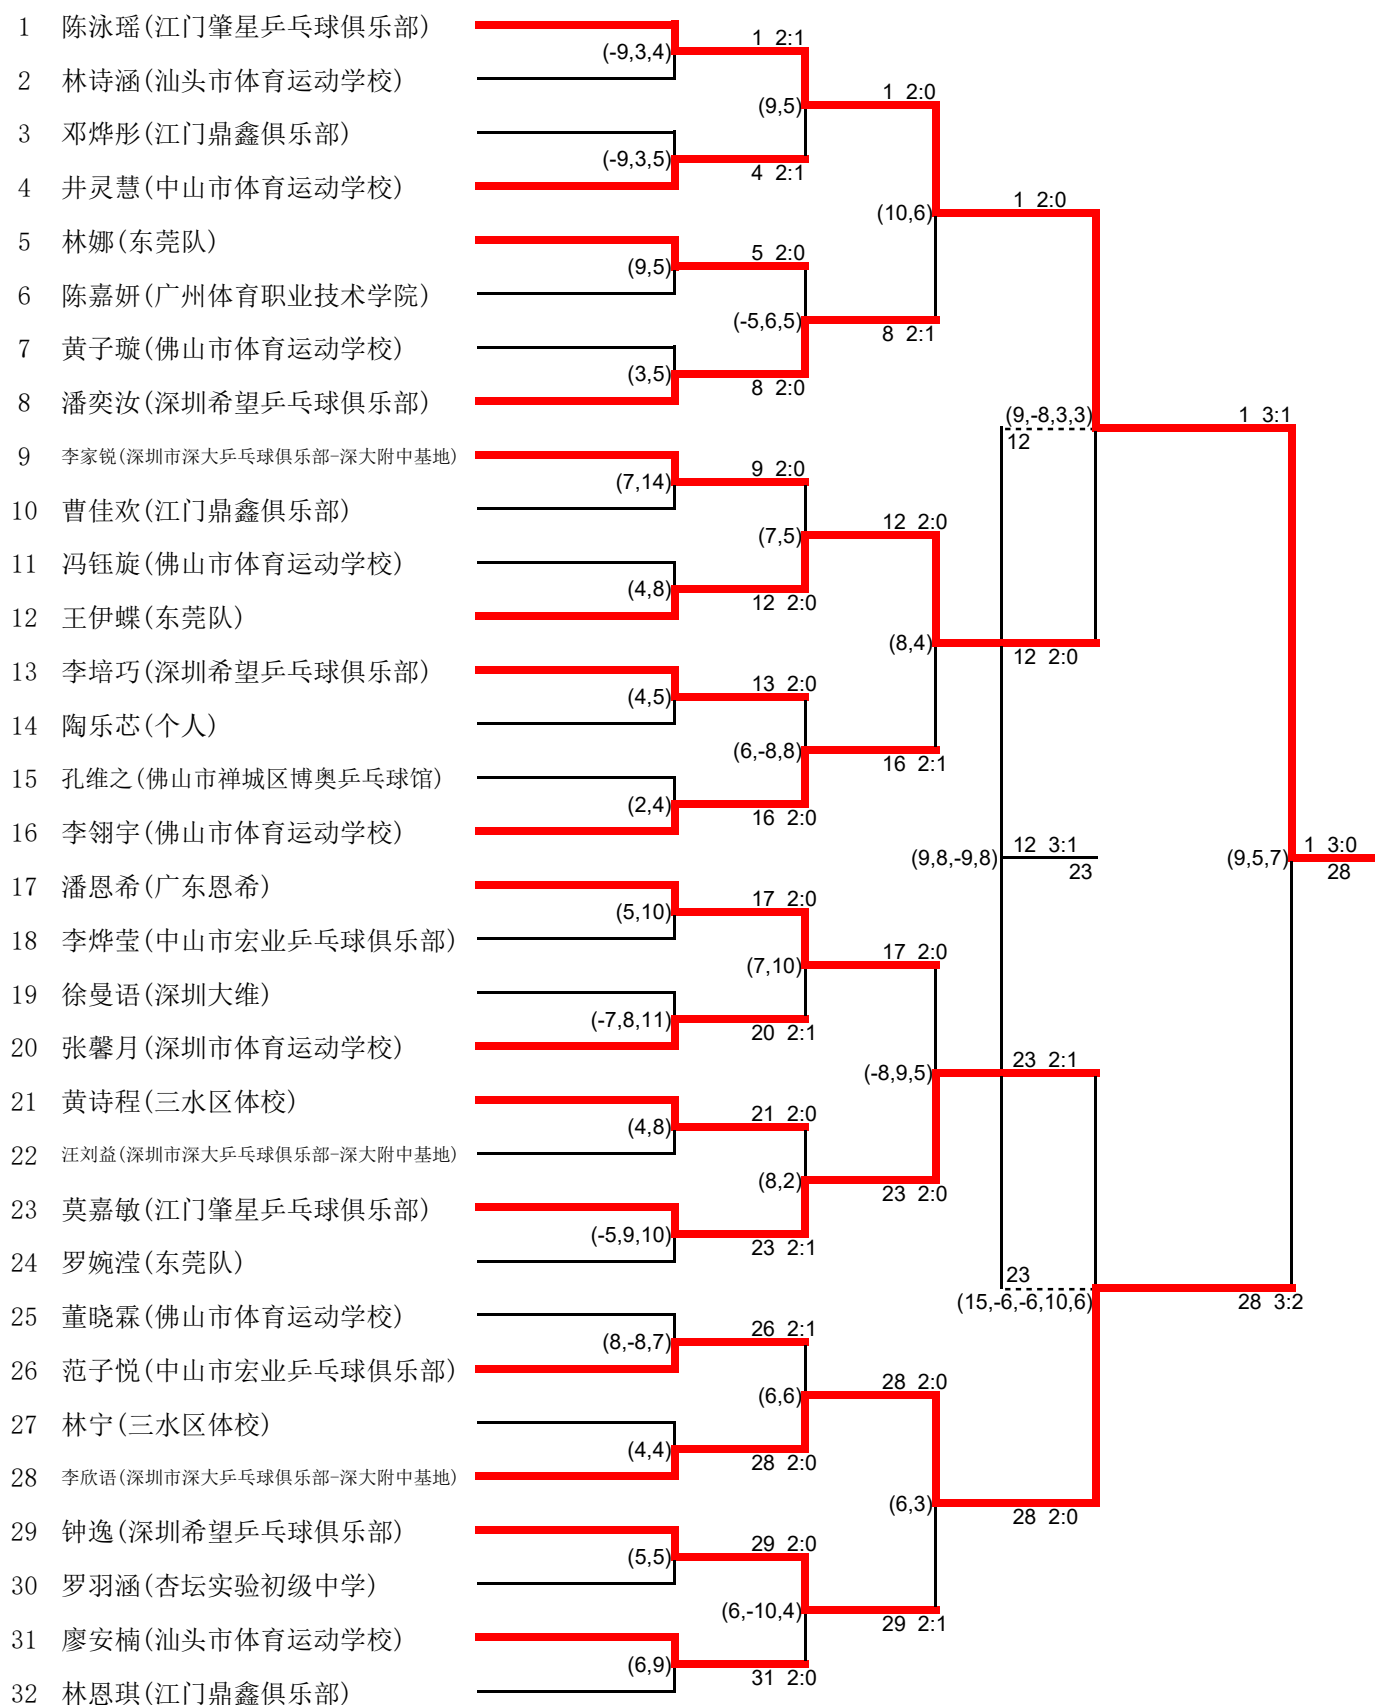 1 陈泳瑶(江门肇星乒乓球俱乐部)
2 林诗涵(汕头市体育运动学校)
3 邓烨彤(江门鼎鑫俱乐部)
4 井灵慧(中山市体育运动学校)
5 林娜(东莞队)
6 陈嘉妍(广州体育职业技术学院)
7 黄子璇(佛山市体育运动学校)
8 潘奕汝(深圳希望乒乓球俱乐部)
9 李家锐(深圳市深大乒乓球俱乐部-深大附中基地)
10 曹佳欢(江门鼎鑫俱乐部)
11 冯钰旋(佛山市体育运动学校)
12 王伊蝶(东莞队)
13 李培巧(深圳希望乒乓球俱乐部)
14 陶乐芯(个人)
15 孔维之(佛山市禅城区博奥乒乓球馆)
16 李翎宇(佛山市体育运动学校)
17 潘恩希(广东恩希)
18 李烨莹(中山市宏业乒乓球俱乐部)
19 徐曼语(深圳大维)
20 张馨月(深圳市体育运动学校)
21 黄诗程(三水区体校)
22 汪刘益(深圳市深大乒乓球俱乐部-深大附中基地)
23 莫嘉敏(江门肇星乒乓球俱乐部)
24 罗婉滢(东莞队)
25 董晓霖(佛山市体育运动学校)
26 范子悦(中山市宏业乒乓球俱乐部)
27 林宁(三水区体校)
28 李欣语(深圳市深大乒乓球俱乐部-深大附中基地)
29 钟逸(深圳希望乒乓球俱乐部)
30 罗羽涵(杏坛实验初级中学)
31 廖安楠(汕头市体育运动学校)
32 林恩琪(江门鼎鑫俱乐部)
(-9,3,4)
(-9,3,5)
(9,5)
(3,5)
(7,14)
(4,8)
(4,5)
(2,4)
(5,10)
(-7,8,11)
(4,8)
(-5,9,10)
(8,-8,7)
(4,4)
(5,5)
(6,9)
1 2:1
(9,5)
4 2:1
5 2:0
(-5,6,5)
8 2:0
9 2:0
(7,5)
12 2:0
13 2:0
(6,-8,8)
16 2:0
17 2:0
(7,10)
20 2:1
21 2:0
(8,2)
23 2:1
26 2:1
(6,6)
28 2:0
29 2:0
(6,-10,4)
31 2:0
1 2:0
(10,6)
8 2:1
12 2:0
(8,4)
16 2:1
17 2:0
(-8,9,5)
23 2:0
28 2:0
(6,3)
29 2:1
1 2:0
(9,-8,3,3)
12
12 2:0
(9,8,-9,8)
12 3:1
23
23 2:1
23
(15,-6,-6,10,6)
28 2:0
1 3:1
(9,5,7)
28 3:2
1 3:0
28